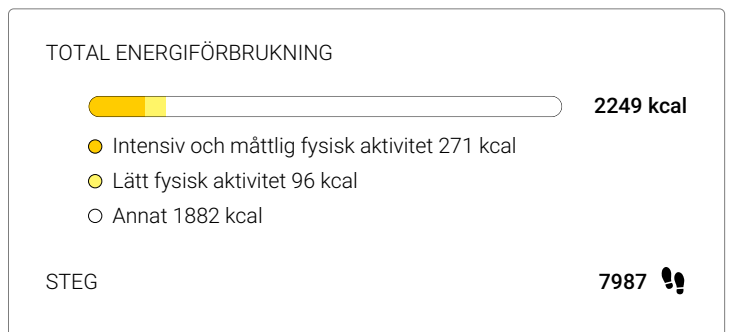 TOTAL ENERGIFÖRBRUKNING
2249 kcal
Intensiv och måttlig fysisk aktivitet 271 kcal
Lätt fysisk aktivitet 96 kcal
Annat 1882 kcal
STEG 7987